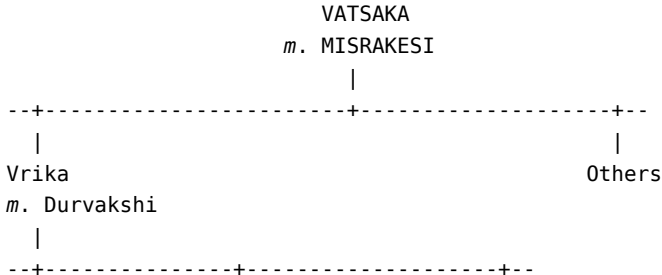 VATSAKA
m. MISRAKESI
|
--+------------------------+--------------------+--
| |
Vrika Others
m. Durvakshi
|
--+---------------+--------------------+--